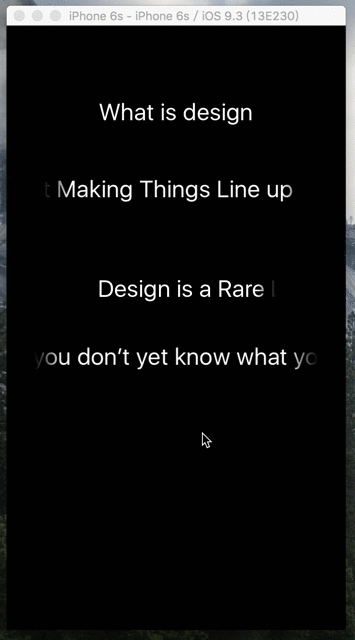 iPhone 6s - iPhone 6s / iOS 9.3 (13E230)
What is design
t Making Things Line up
Design is a Rare
you don’t yet know what yo